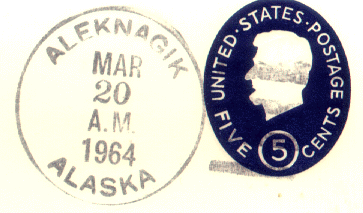 ALEKNAGIK
MAR
20
A.M.
1964
ALASKA
UNITED·STATES·POSTAGE
FIVE 5 CENTS